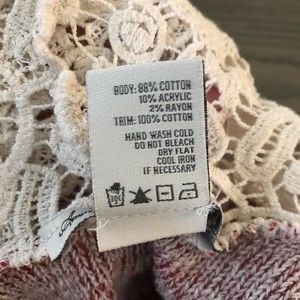 BODY: 88% COTTON
10% ACRYLIC
2% RAYON
TRIM: 100% COTTON
HAND WASH COLD
DO NOT BLEACH
DRY FLAT
COOL IRON
IF NECESSARY